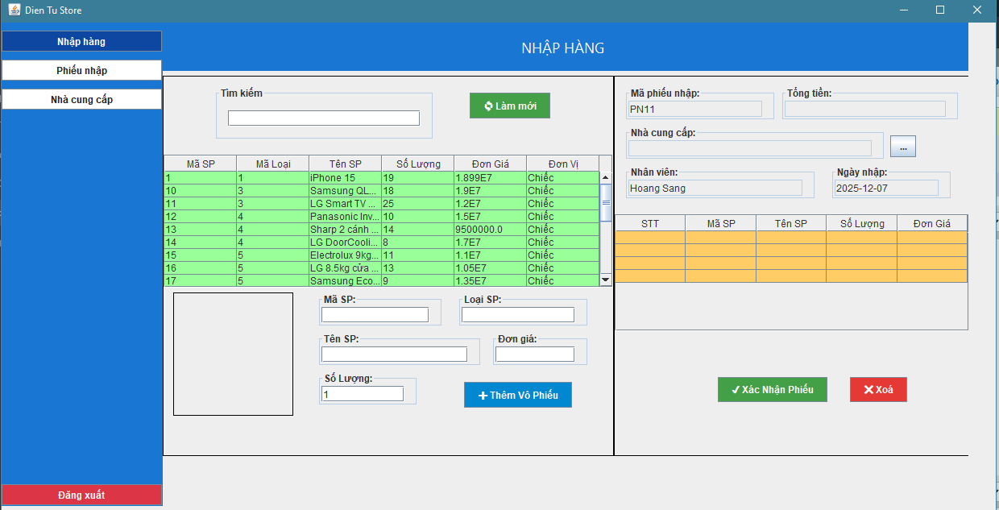 Dien Tu Store
Nhập hàng
Phiếu nhập
Nhà cung cấp
Đăng xuất
NHẬP HÀNG
Tìm kiếm
Làm mới
Mã SP Mã Loại Tên SP Số Lượng Đơn Giá Đơn Vị
1 1 iPhone 15 19 1.899E7 Chiếc
10 3 Samsung QL... 18 1.9E7 Chiếc
11 3 LG Smart TV ... 25 1.2E7 Chiếc
12 4 Panasonic Inv... 10 1.5E7 Chiếc
13 4 Sharp 2 cánh ... 14 9500000.0 Chiếc
14 4 LG DoorCooli... 8 1.7E7 Chiếc
15 5 Electrolux 9kg... 11 1.1E7 Chiếc
16 5 LG 8.5kg cửa ... 13 1.05E7 Chiếc
17 5 Samsung Eco... 9 1.35E7 Chiếc
Mã SP: Loại SP:
Tên SP: Đơn giá:
Số Lượng:
1
Thêm Vô Phiếu
Mã phiếu nhập: Tổng tiền:
PN11
Nhà cung cấp:
...
Nhân viên: Ngày nhập:
Hoang Sang 2025-12-07
STT Mã SP Tên SP Số Lượng Đơn Giá
Xác Nhận Phiếu Xoá